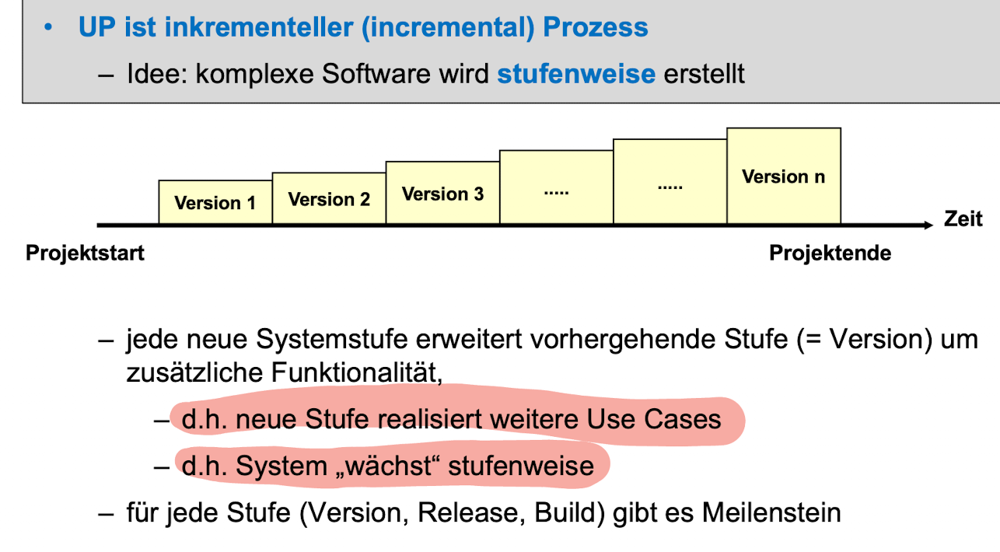 • UP ist inkrementeller (incremental) Prozess
– Idee: komplexe Software wird stufenweise erstellt
Version 1
Version 2
Version 3
.....
.....
Version n
Zeit
Projektstart
Projektende
– jede neue Systemstufe erweitert vorhergehende Stufe (= Version) um
zusätzliche Funktionalität,
– d.h. neue Stufe realisiert weitere Use Cases
– d.h. System „wächst“ stufenweise
– für jede Stufe (Version, Release, Build) gibt es Meilenstein